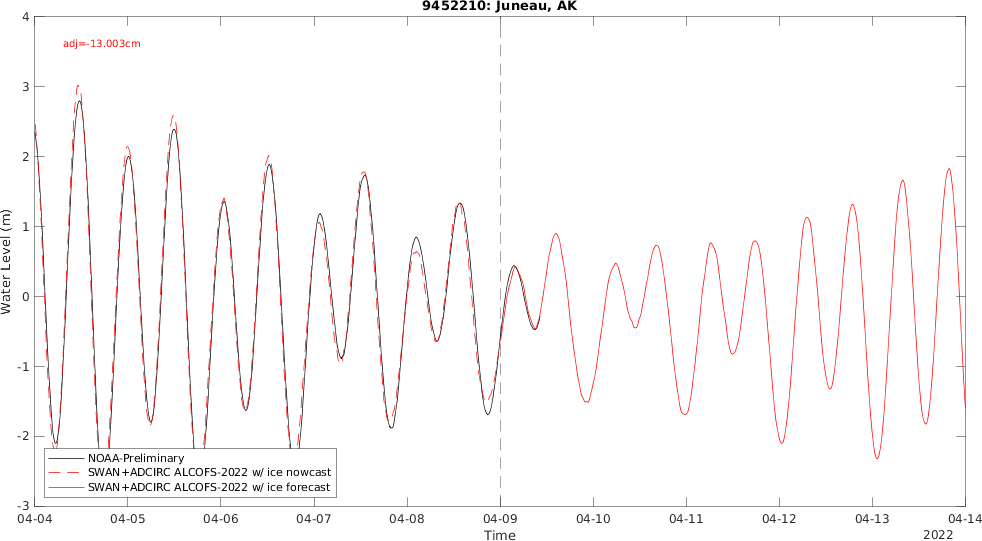 9452210: Juneau, AK
adj=-13.003cm
4
3
2
1
0
-1
-2
-3
Water Level (m)
NOAA-Preliminary
SWAN+ADCIRC ALCOFS-2022 w/ ice nowcast
SWAN+ADCIRC ALCOFS-2022 w/ ice forecast
04-04 04-05 04-06 04-07 04-08 04-09 04-10 04-11 04-12 04-13 04-14
Time
2022